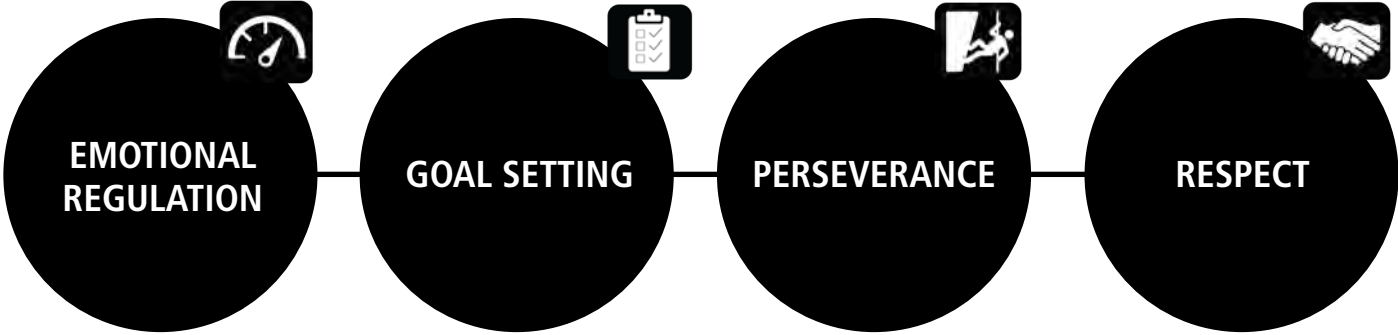 EMOTIONAL
REGULATION
GOAL SETTING
PERSEVERANCE
RESPECT